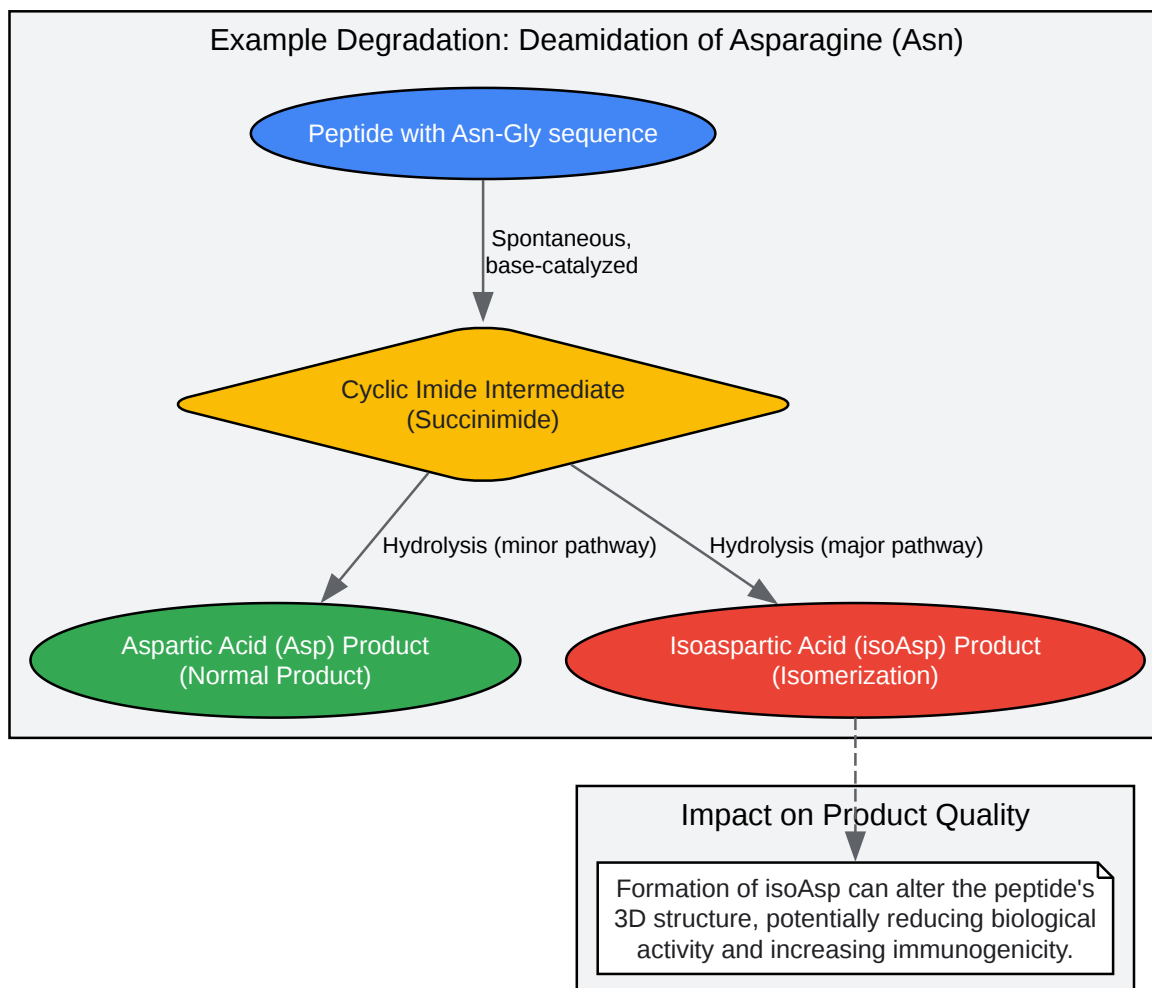 Example Degradation: Deamidation of Asparagine (Asn)
Peptide with Asn-Gly sequence
Spontaneous,
base-catalyzed
Cyclic Imide Intermediate
(Succinimide)
Hydrolysis (minor pathway)
Hydrolysis (major pathway)
Aspartic Acid (Asp) Product
(Normal Product)
Isoaspartic Acid (isoAsp) Product
(Isomerization)
Impact on Product Quality
Formation of isoAsp can alter the peptide's
3D structure, potentially reducing biological
activity and increasing immunogenicity.